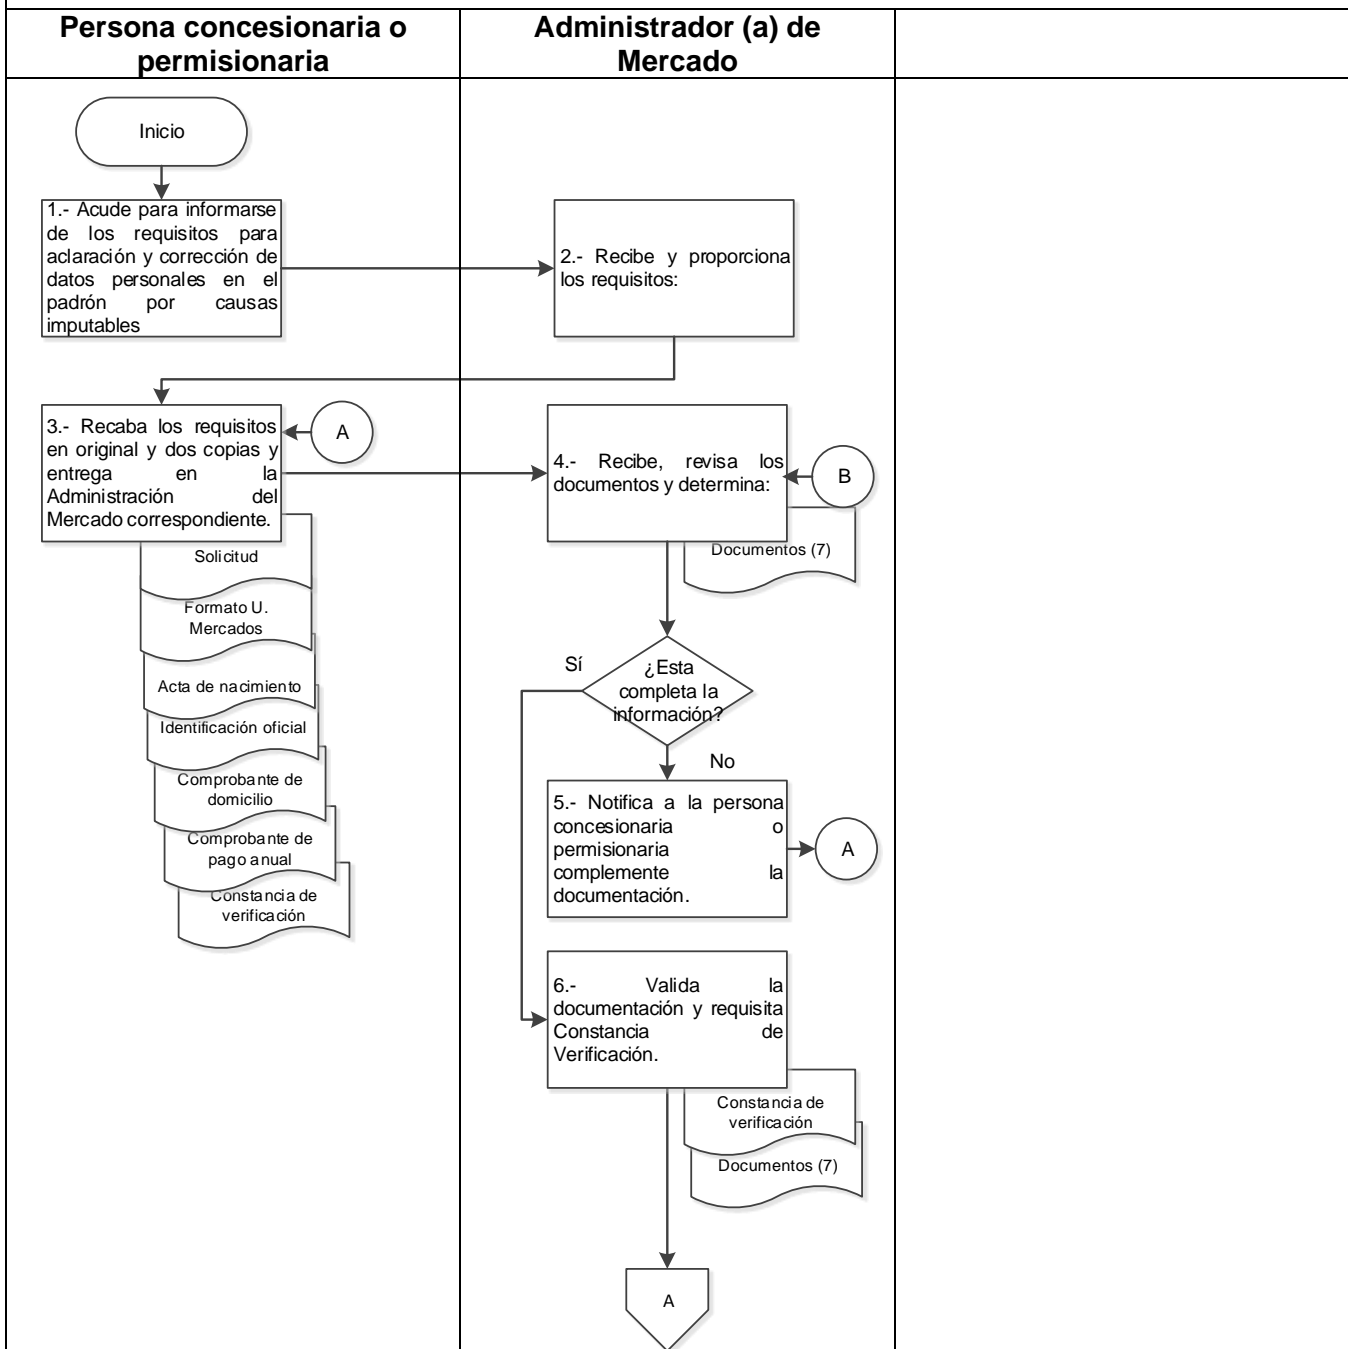 Persona concesionaria o
permisionaria
Administrador (a) de
Mercado
Inicio
1.- Acude para informarse
de los requisitos para
aclaración y corrección de
datos personales en el
padrón por causas
imputables
2.- Recibe y proporciona
los requisitos:
3.- Recaba los requisitos
en original y dos copias y
entrega en la
Administración del
Mercado correspondiente.
A
4.- Recibe, revisa los
documentos y determina:
B
Solicitud
Formato U.
Mercados
Acta de nacimiento
Identificación oficial
Comprobante de
domicilio
Comprobante de
pago anual
Constancia de
verificación
Documentos (7)
Sí
¿Esta
completa la
información?
No
5.- Notifica a la persona
concesionaria o
permisionaria
complemente la
documentación.
A
6.- Valida la
documentación y requisita
Constancia de
Verificación.
Constancia de
verificación
Documentos (7)
A